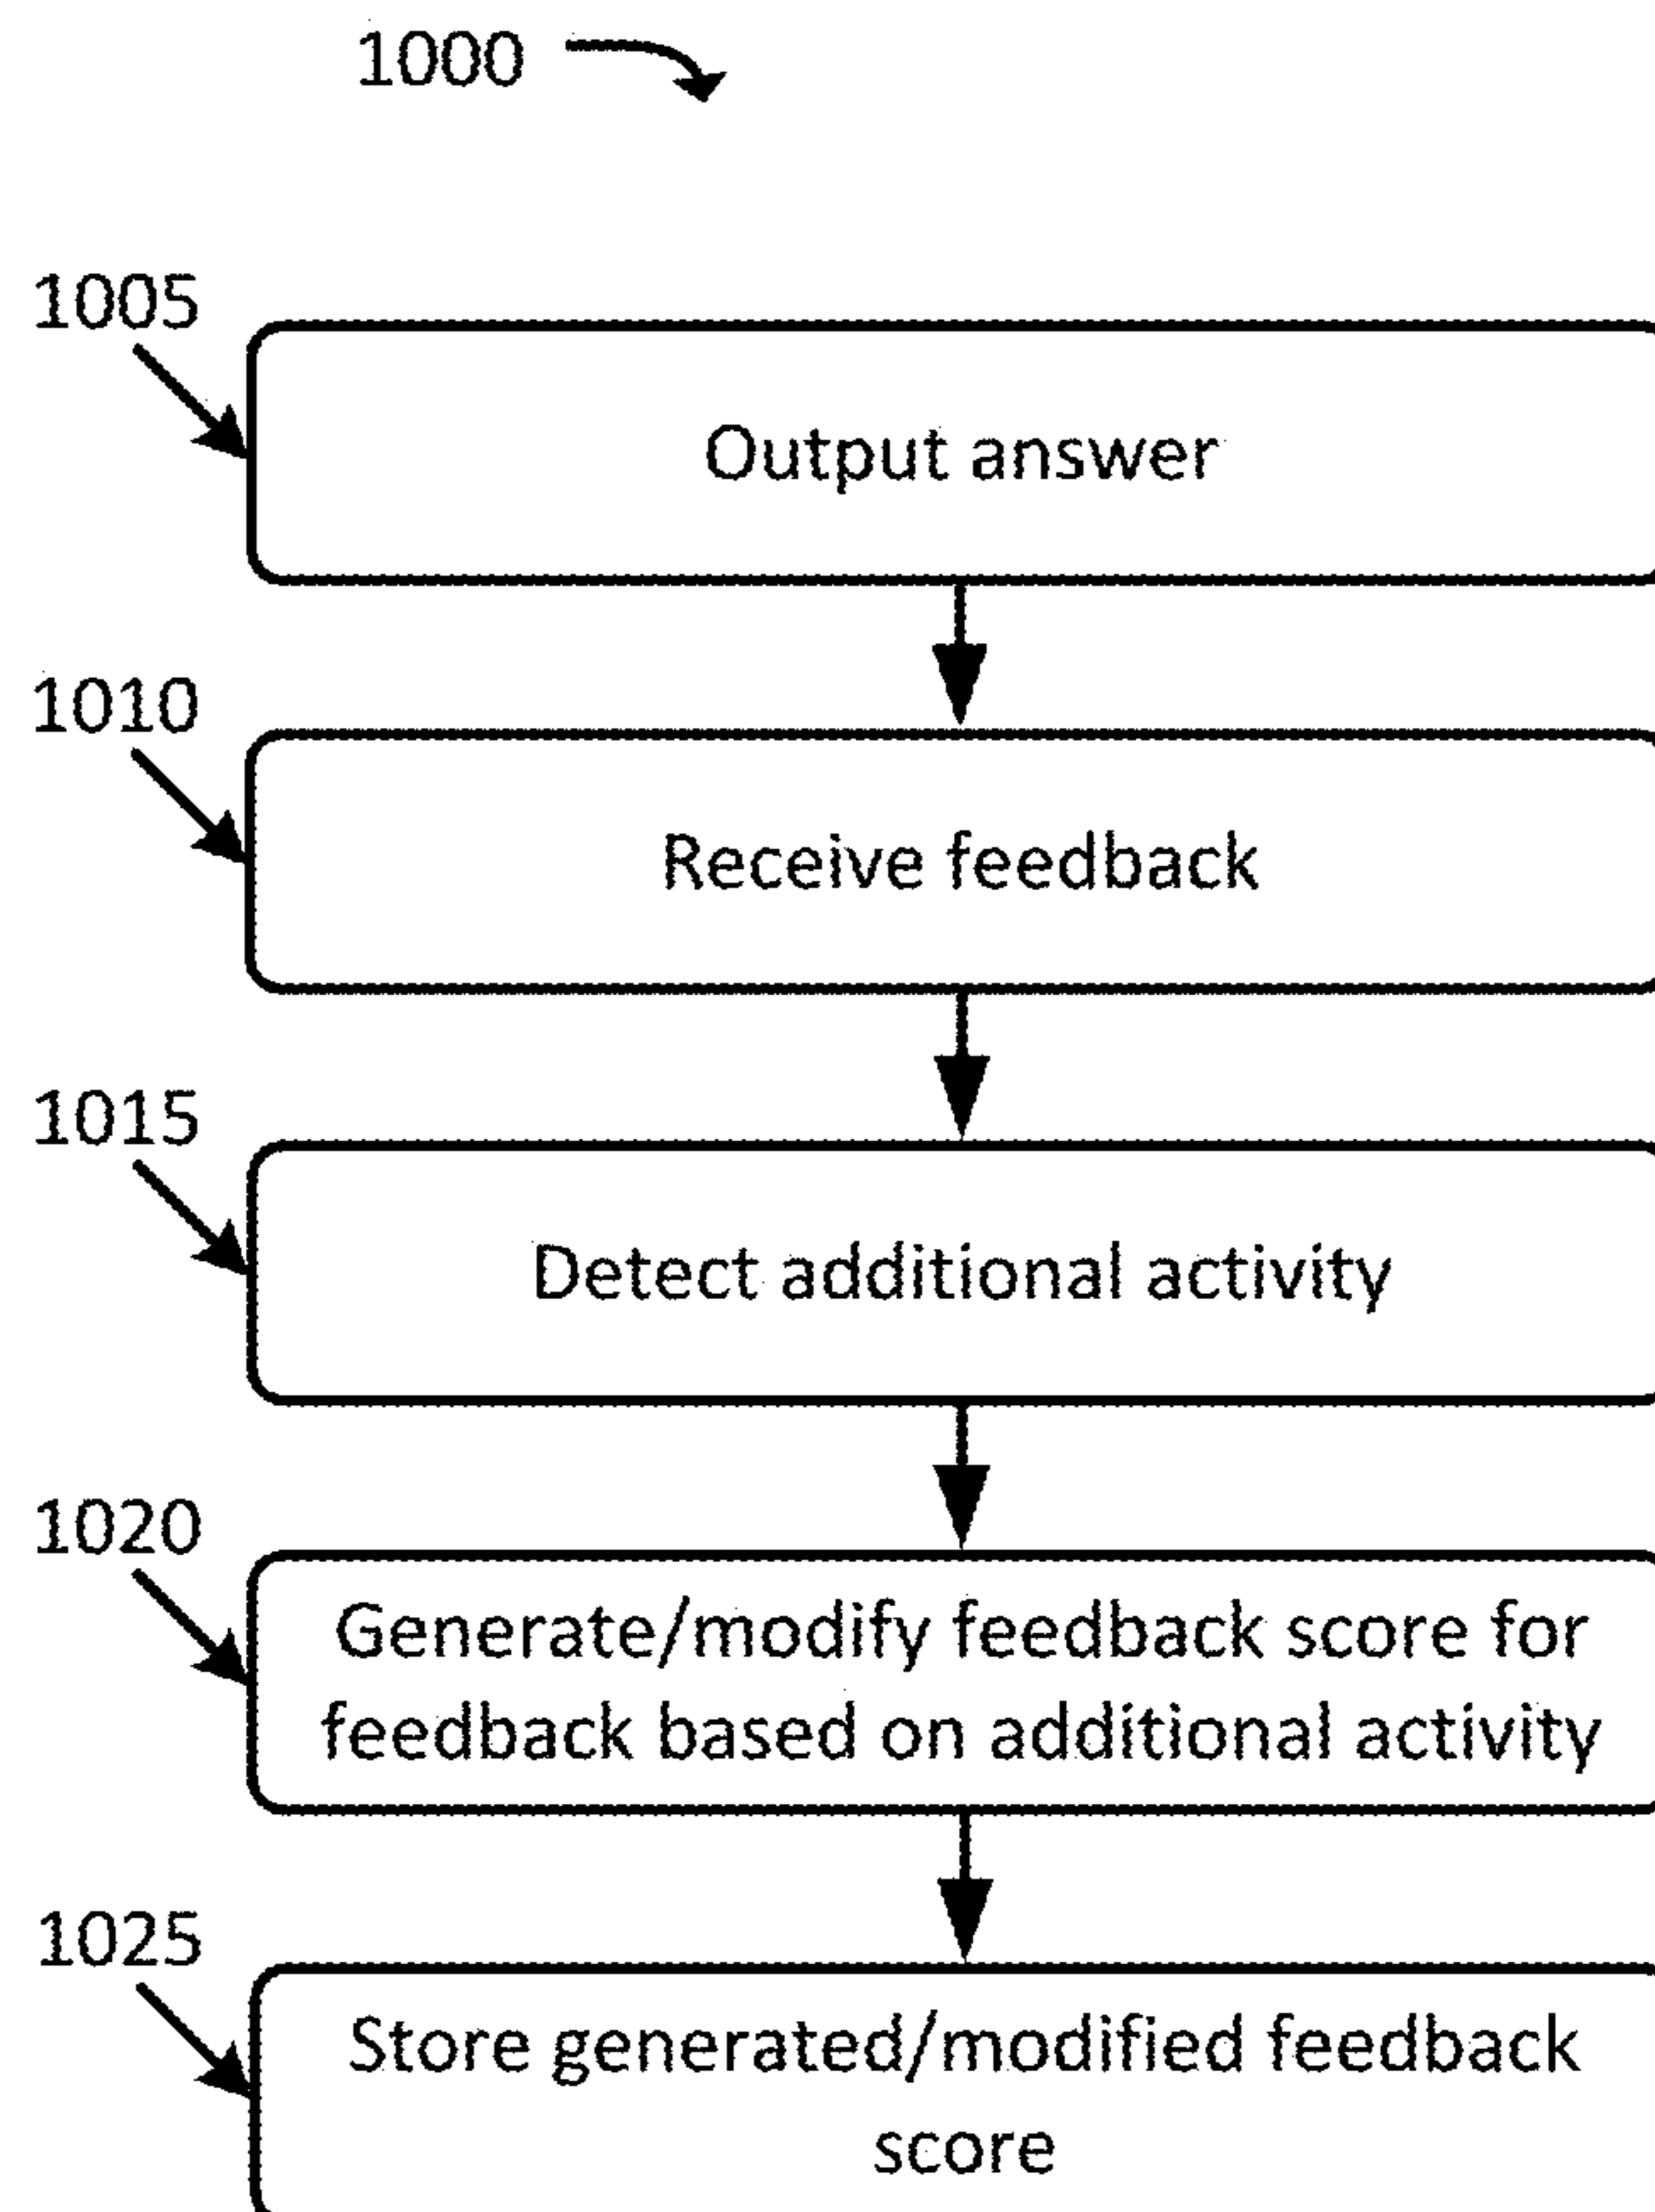 1000
1005
Output answer
1010
Receive feedback
1015
Detect additional activity
1020
Generate/modify feedback score for
feedback based on additional activity
1025
Store generated/modified feedback
score